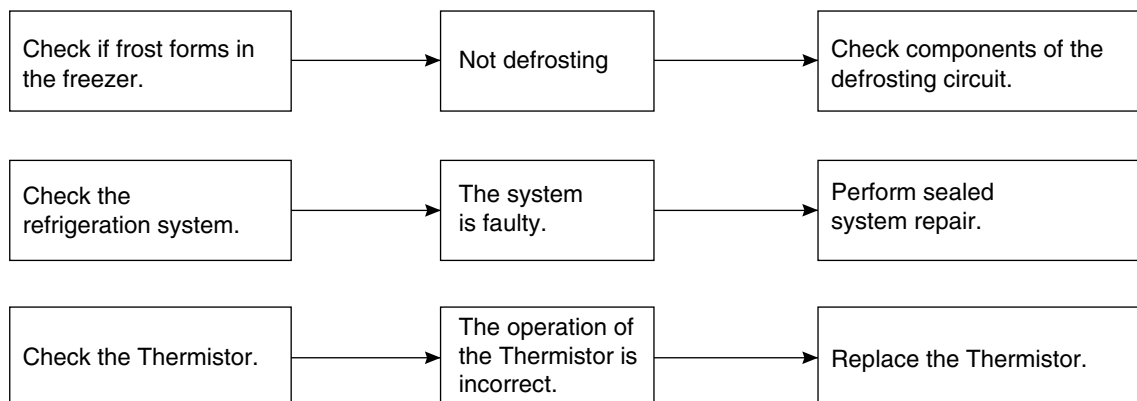 Check if frost forms in
the freezer.
Not defrosting
Check components of the
defrosting circuit.
Check the
refrigeration system.
The system
is faulty.
Perform sealed
system repair.
Check the Thermistor.
The operation of
the Thermistor is
incorrect.
Replace the Thermistor.